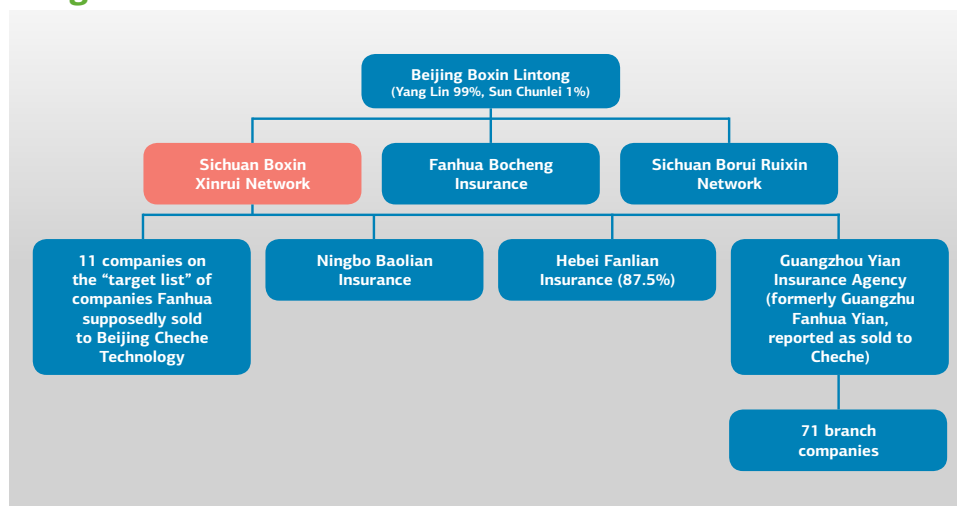 Beijing Boxin Lintong
(Yang Lin 99%, Sun Chunlei 1%)
Sichuan Boxin
Xinrui Network
Fanhua Bocheng
Insurance
Sichuan Borui Ruixin
Network
11 companies on
the “target list” of
companies Fanhua
supposedly sold
to Beijing Cheche
Technology
Ningbo Baolian
Insurance
Hebei Fanlian
Insurance (87.5%)
Guangzhou Yian
Insurance Agency
(formerly Guangzhu
Fanhua Yian,
reported as sold to
Cheche)
71 branch
companies